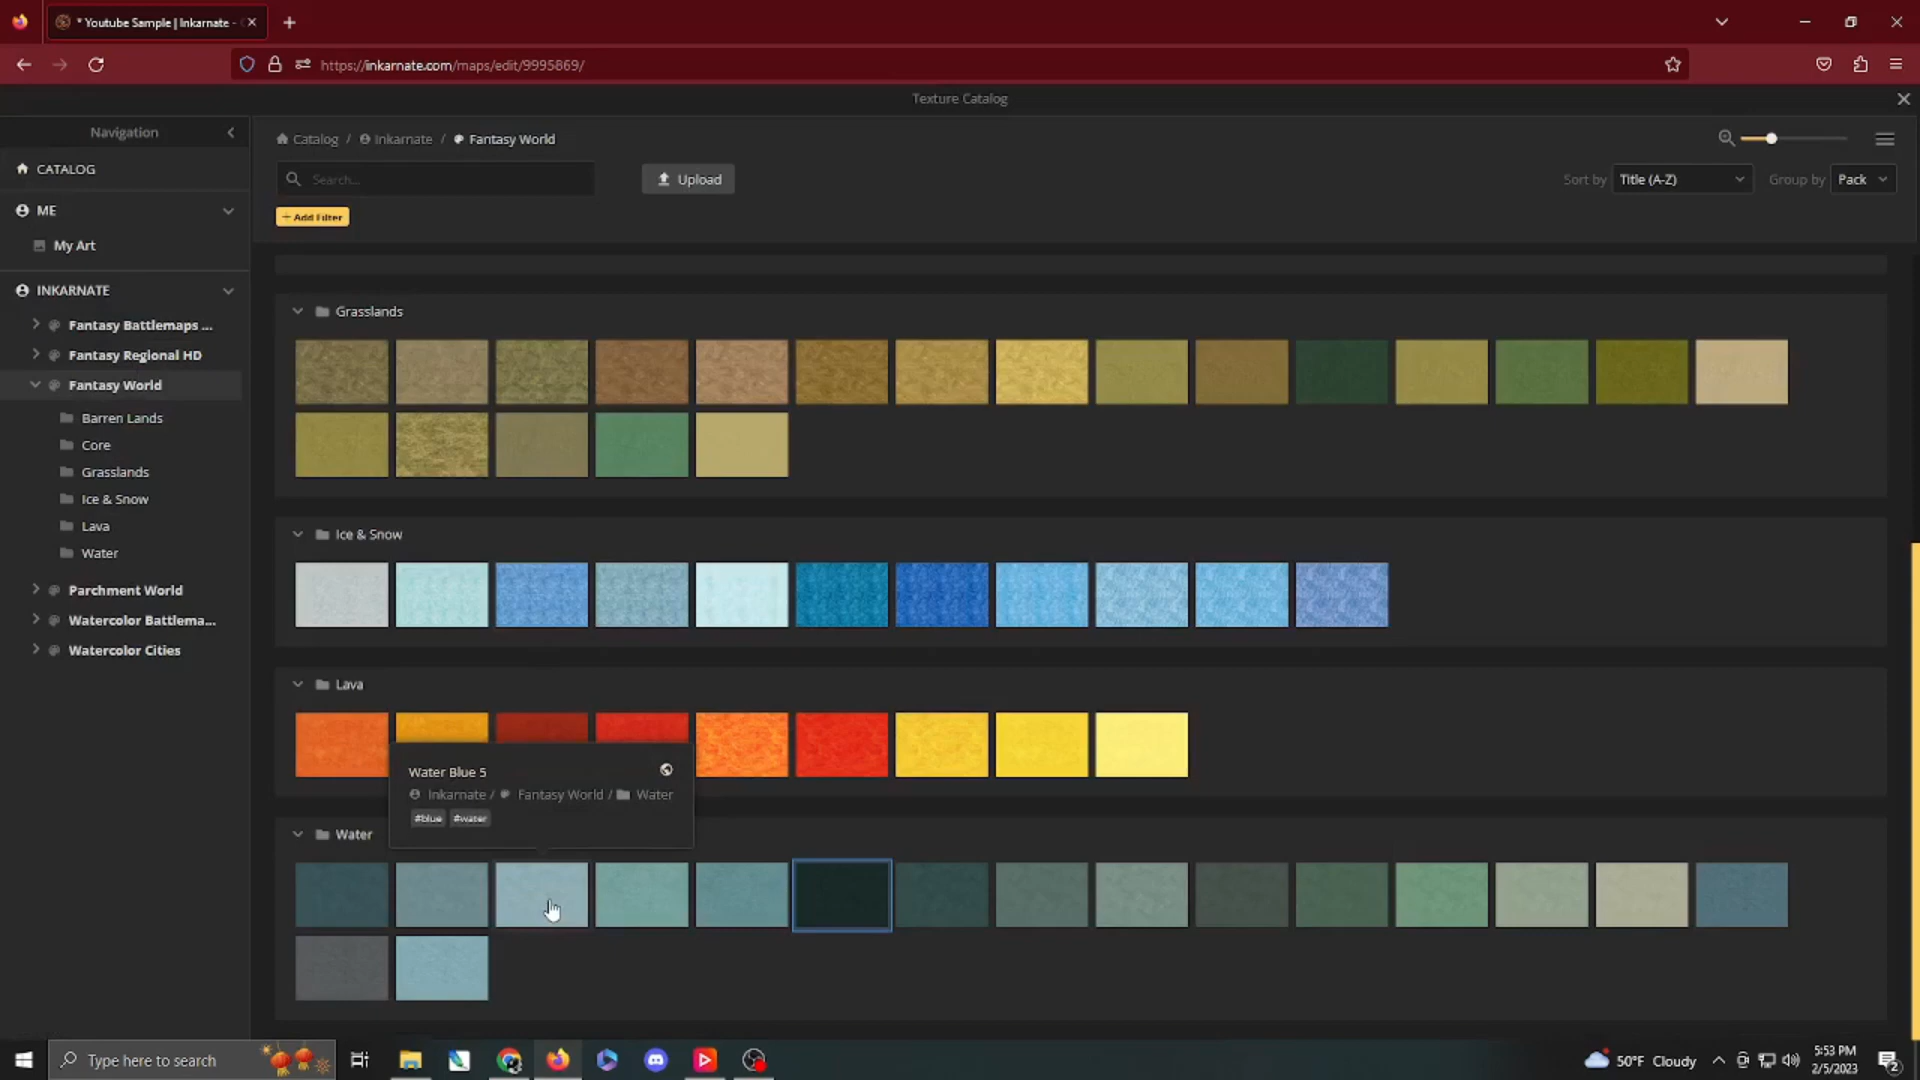 * Youtube Sample | Inkarnate -
https://inkarnate.com/maps/edit/9995869/
Texture Catalog
Navigation
CATALOG
ME
My Art
INKARNATE
Fantasy Battlemaps ...
Fantasy Regional HD
Fantasy World
Barren Lands
Core
Grasslands
Ice & Snow
Lava
Water
Parchment World
Watercolor Battlema...
Watercolor Cities
Catalog / Inkarnate / Fantasy World
Search...
Upload
Sort by Title (A-Z) Group by Pack
+ Add Filter
Grasslands
Ice & Snow
Lava
Water Blue 5
Inkarnate / Fantasy World / Water
#blue #water
Water
Type here to search
50°F Cloudy
5:53 PM
2/5/2023
2